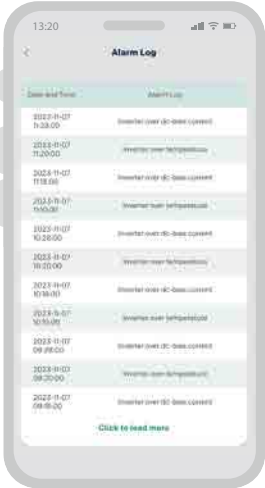 13:20
Alarm Log
Date and Time Alarm Log
2023-11-07
11:28:00
Inverter over dc-bias current
2023-11-07
11:20:00
Inverter over temperature
2023-11-07
11:18:00
Inverter over dc-bias current
2023-11-07
11:10:00
Inverter over temperature
2023-11-07
10:28:00
Inverter over dc-bias current
2023-11-07
10:20:00
Inverter over temperature
2023-11-07
10:18:00
Inverter over dc-bias current
2023-11-07
10:10:00
Inverter over temperature
2023-11-07
09:28:00
Inverter over dc-bias current
2023-11-07
09:20:00
Inverter over temperature
2023-11-07
Inverter over dc-bias current
Click to read more